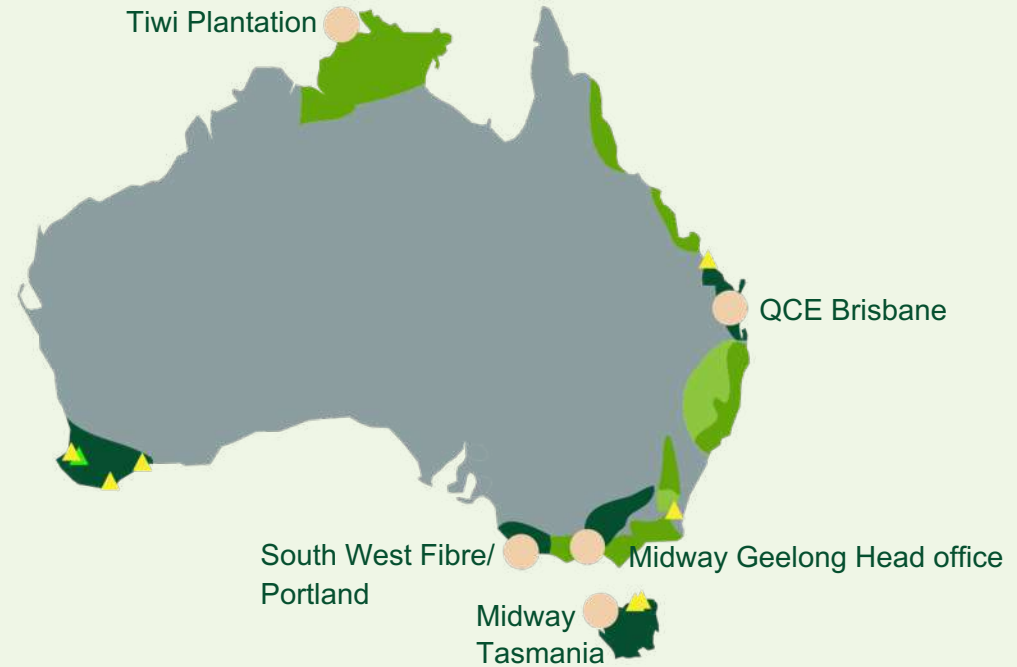 Tiwi Plantation
QCE Brisbane
South West Fibre/
Portland
Midway Geelong Head office
Midway
Tasmania